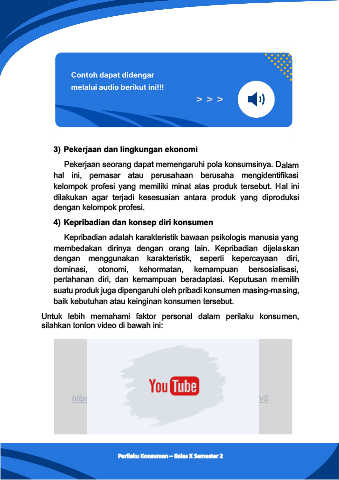 Contoh dapat didengar
melalui audio berikut ini!!!
> > >
3) Pekerjaan dan lingkungan ekonomi
Pekerjaan seorang dapat memengaruhi pola konsumsinya. Dalam
hal ini, pemasar atau perusahaan berusaha mengidentifikasi
kelompok profesi yang memiliki minat atas produk tersebut. Hal ini
dilakukan agar terjadi kesesuaian antara produk yang diproduksi
dengan kelompok profesi.
4) Kepribadian dan konsep diri konsumen
Kepribadian adalah karakteristik bawaan psikologis manusia yang
membedakan dirinya dengan orang lain. Kepribadian dijelaskan
dengan menggunakan karakteristik, seperti kepercayaan diri,
dominasi, otonomi, kehormatan, kemampuan bersosialisasi,
pertahanan diri, dan kemampuan beradaptasi. Keputusan memilih
suatu produk juga dipengaruhi oleh pribadi konsumen masing-masing,
baik kebutuhan atau keinginan konsumen tersebut.
Untuk lebih memahami faktor personal dalam perilaku konsumen,
silahkan tonton video di bawah ini:
YouTube
Perilaku Konsumen – Kelas X Semester 2